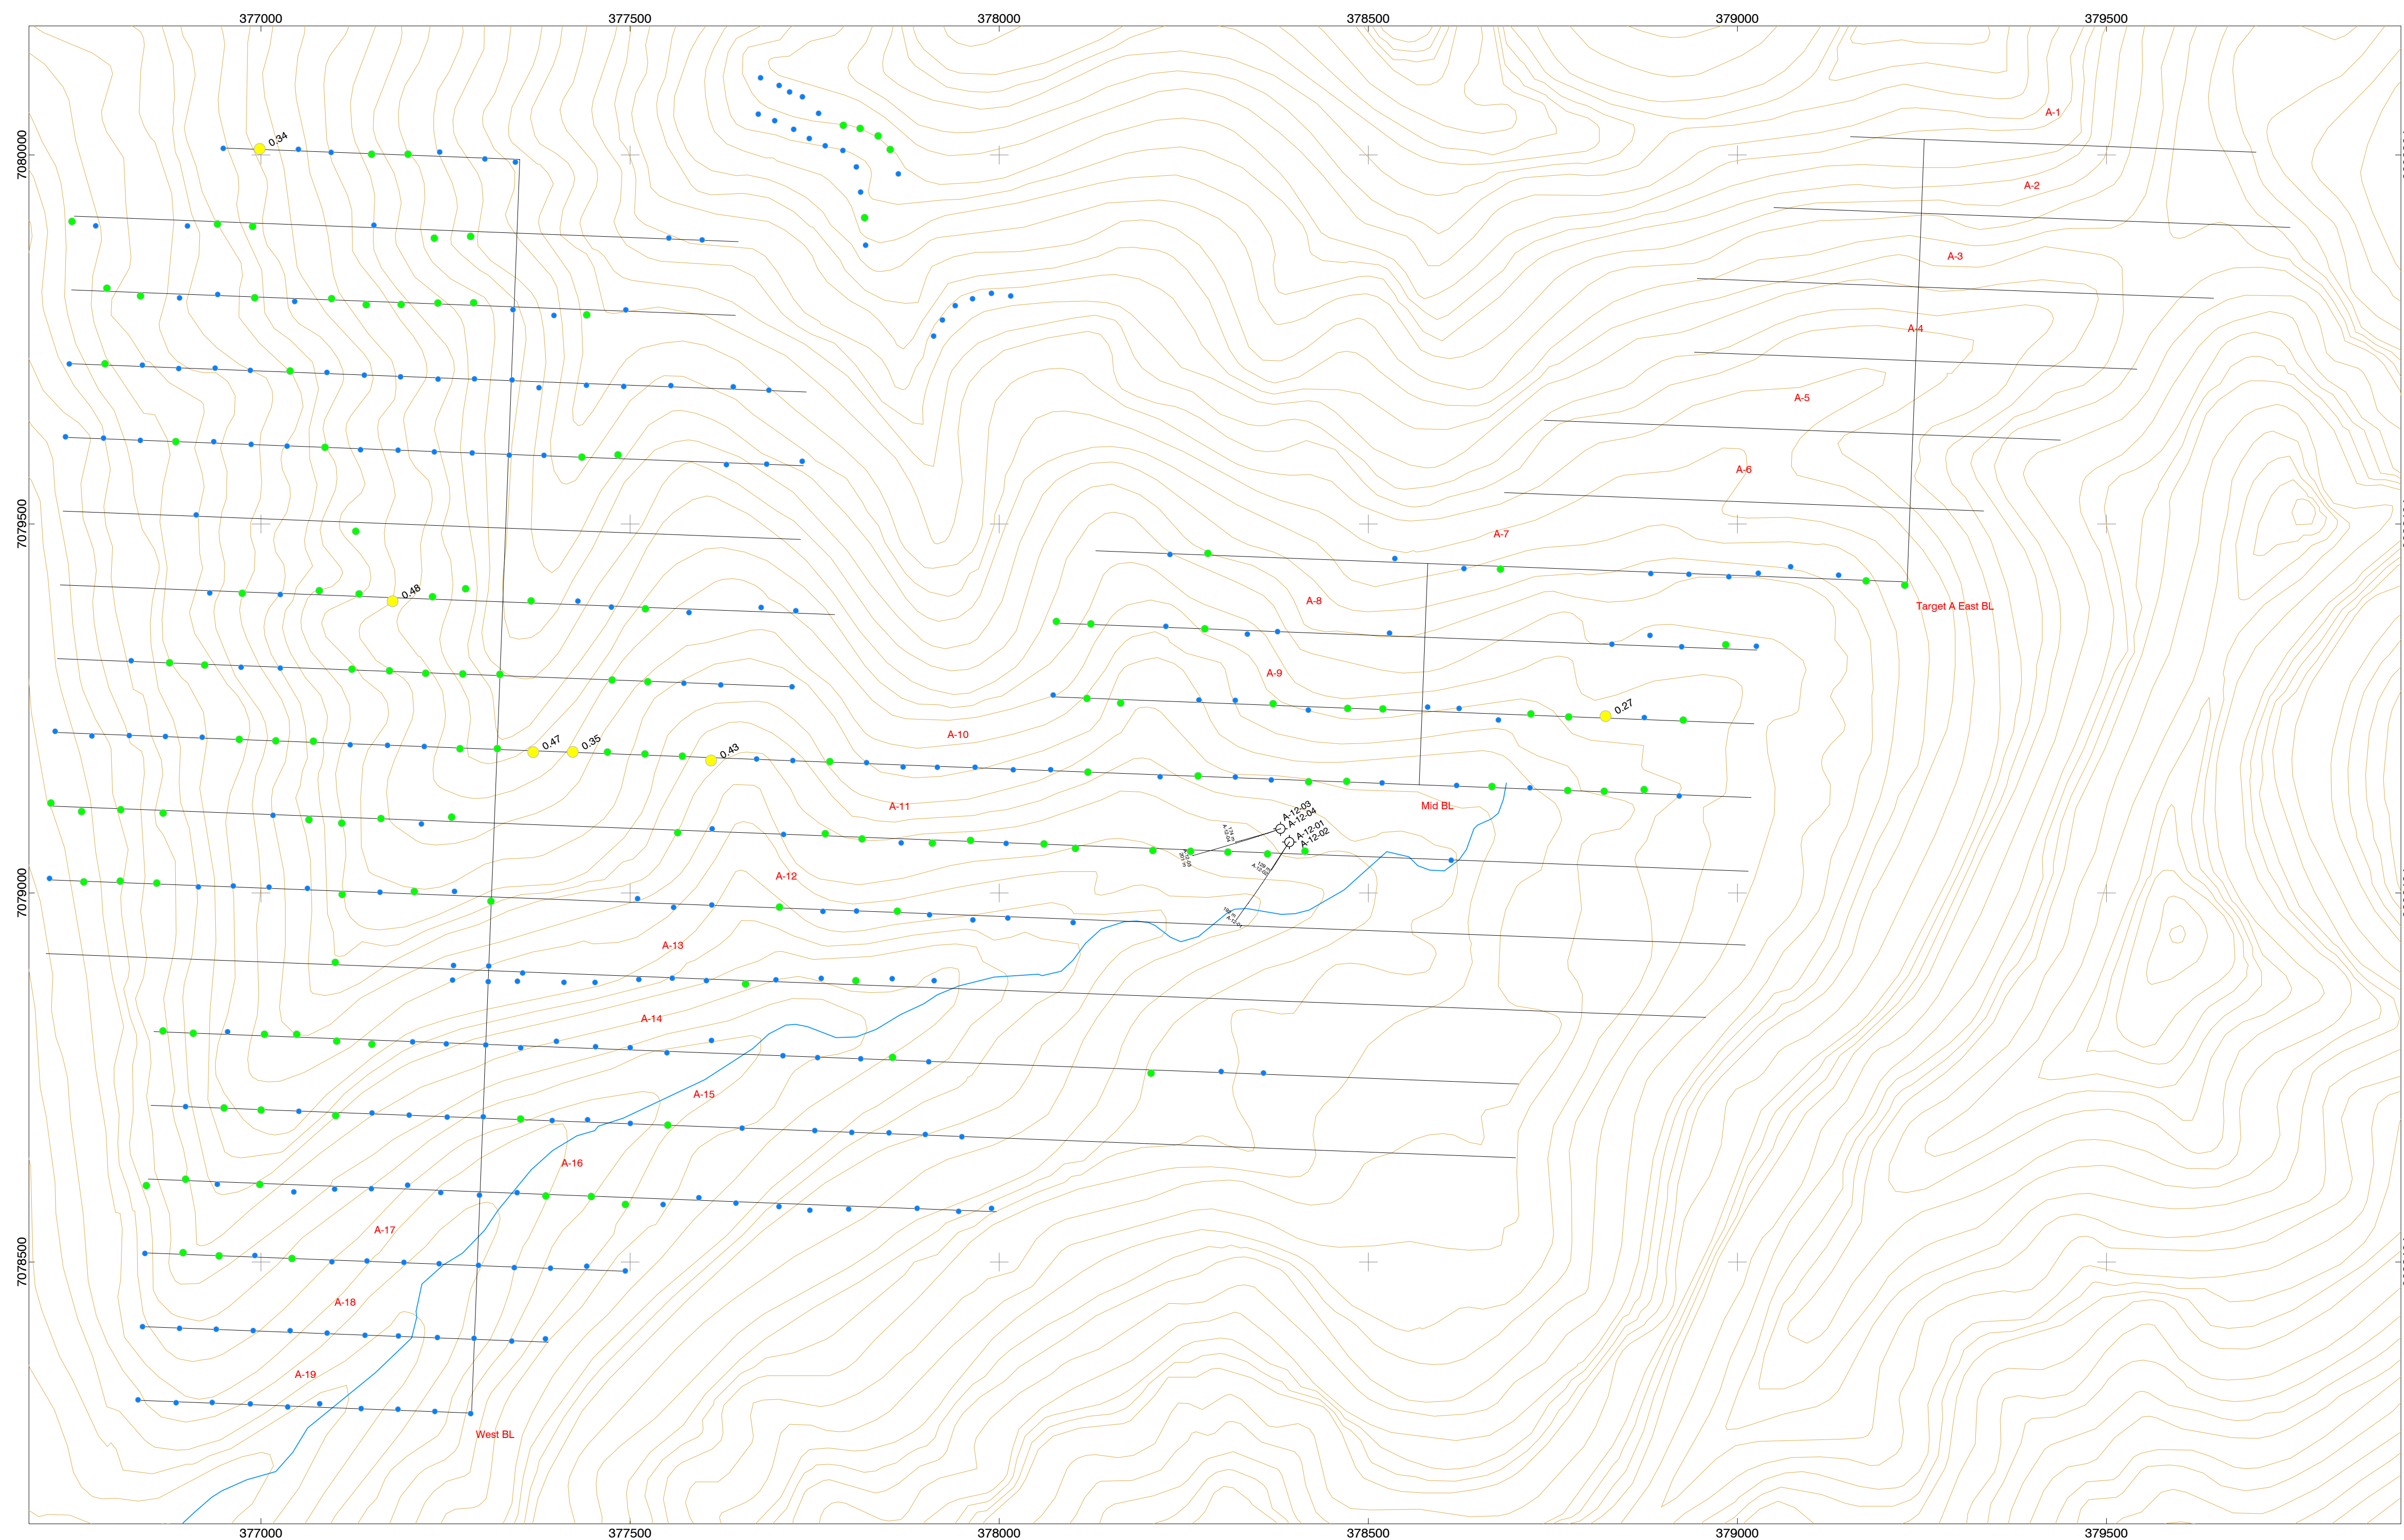 377000 377500 378000 378500 379000 379500
A-1
0.34
7080000
A-2
A-3
A-4
A-5
A-6
7079500
A-7
0.48
A-8
Target A East BL
A-9
0.27
A-10
0.47
0.35
0.43
A-11
Mid BL
A-12-03
A-12-04
A-12-01
A-12-02
A-12
7079000
A-13
A-14
A-15
A-16
A-17
7078500
A-18
A-19
West BL
377000 377500 378000 378500 379000 379500